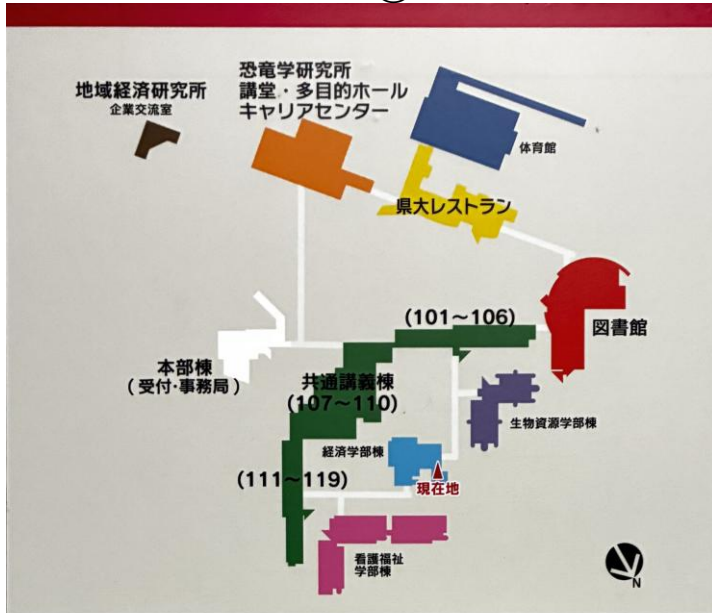 恐竜学研究所
講堂・多目的ホール
キャリアセンター
地域経済研究所
企業交流室
体育館
県大レストラン
(101～106)
図書館
本部棟
(受付・事務局)
共通講義棟
(107～110)
生物資源学部棟
経済学部棟
(111～119)
現在地
看護福祉
学部棟
N